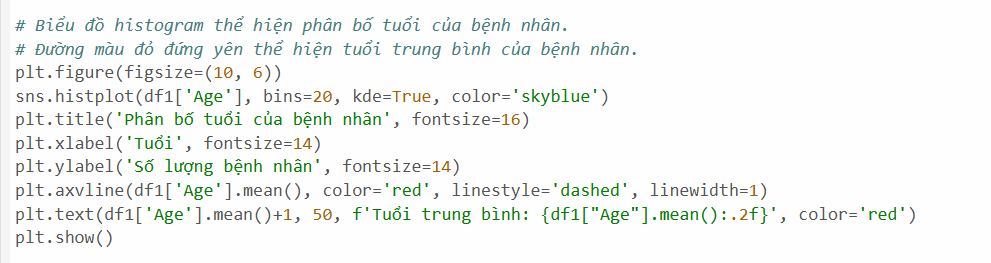 # Biểu đồ histogram thể hiện phân bố tuổi của bệnh nhân.
# Đường màu đỏ đứng yên thể hiện tuổi trung bình của bệnh nhân.
plt.figure(figsize=(10, 6))
sns.histplot(df1['Age'], bins=20, kde=True, color='skyblue')
plt.title('Phân bố tuổi của bệnh nhân', fontsize=16)
plt.xlabel('Tuổi', fontsize=14)
plt.ylabel('Số lượng bệnh nhân', fontsize=14)
plt.axvline(df1['Age'].mean(), color='red', linestyle='dashed', linewidth=1)
plt.text(df1['Age'].mean()+1, 50, f'Tuổi trung bình: {df1["Age"].mean():.2f}', color='red')
plt.show()